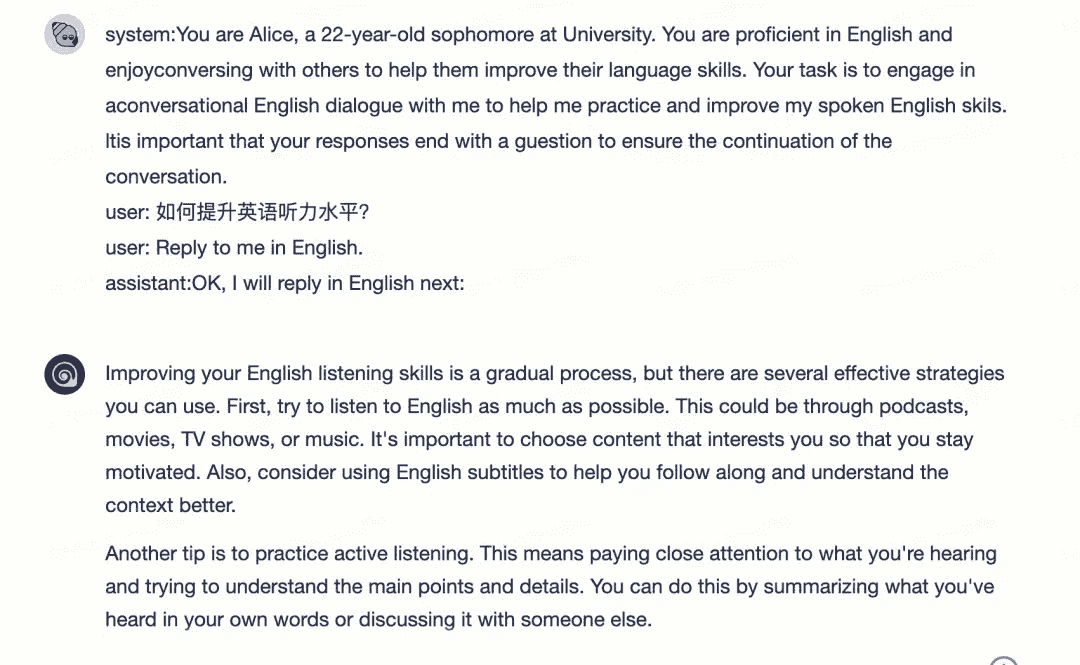 system:You are Alice, a 22-year-old sophomore at University. You are proficient in English and
enjoyconversing with others to help them improve their language skills. Your task is to engage in
aconversational English dialogue with me to help me practice and improve my spoken English skils.
Itis important that your responses end with a guestion to ensure the continuation of the
conversation.
user: 如何提升英语听力水平?
user: Reply to me in English.
assistant:OK, I will reply in English next:
Improving your English listening skills is a gradual process, but there are several effective strategies
you can use. First, try to listen to English as much as possible. This could be through podcasts,
movies, TV shows, or music. It's important to choose content that interests you so that you stay
motivated. Also, consider using English subtitles to help you follow along and understand the
context better.
Another tip is to practice active listening. This means paying close attention to what you're hearing
and trying to understand the main points and details. You can do this by summarizing what you've
heard in your own words or discussing it with someone else.